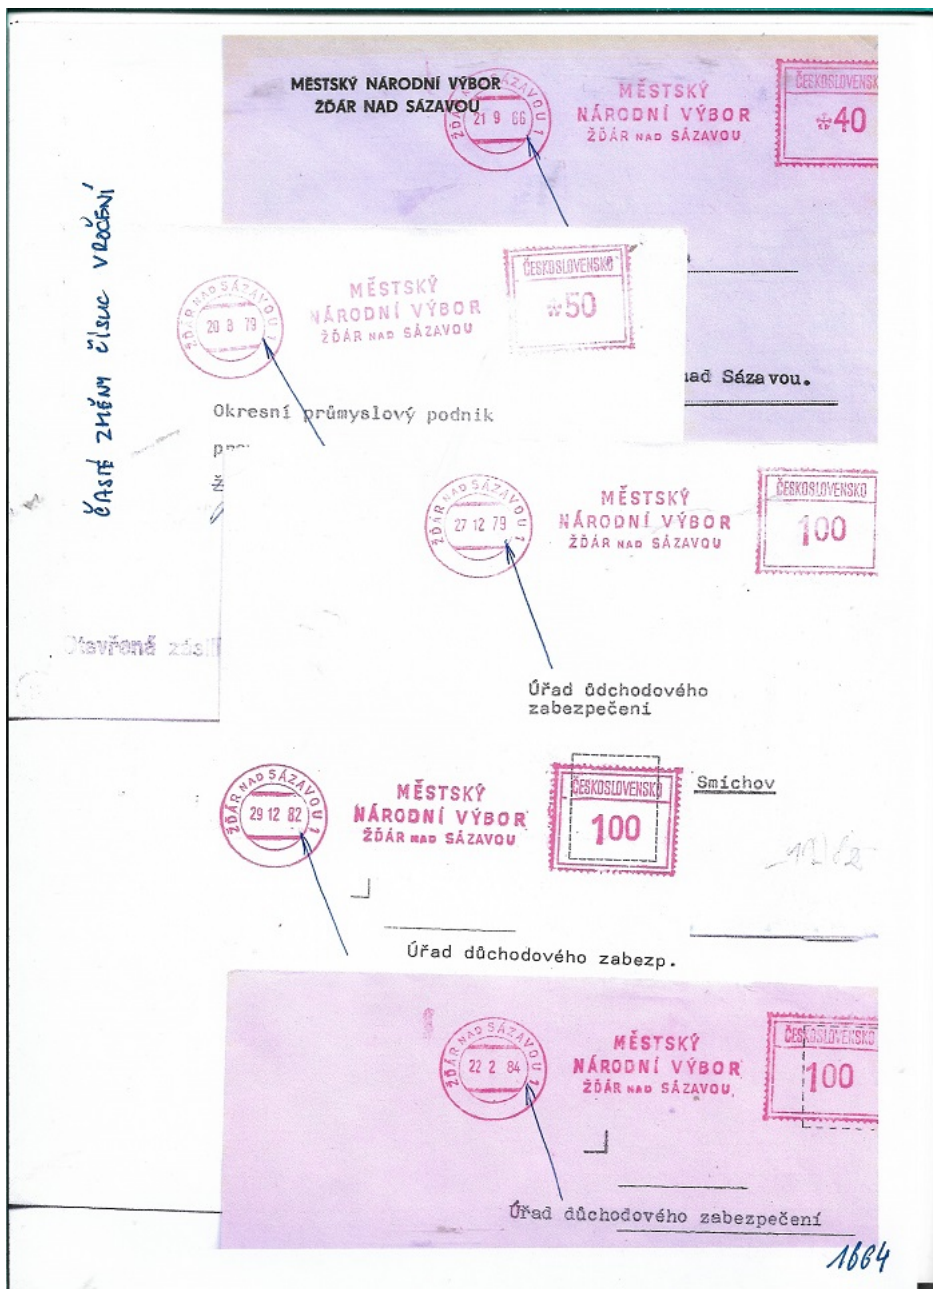 MĚSTSKÝ NÁRODNÍ VÝBOR
ŽĎÁR NAD SÁZAVOU
ŽĎÁR NAD SÁZAVOU 1
21 9 66
MĚSTSKÝ
NÁRODNÍ VÝBOR
ŽĎÁR NAD SÁZAVOU
ČESKOSLOVENSK
40
nad Sázavou.
ČASTÉ ZMĚNY ČÍSLIC VROČENÍ
ŽĎÁR NAD SÁZAVOU 1
20 8 79
MĚSTSKÝ
NÁRODNÍ VÝBOR
ŽĎÁR NAD SÁZAVOU
ČESKOSLOVENSKO
50
Okresní průmyslový podnik
Otavřená zásil
ŽĎÁR NAD SÁZAVOU 1
27 12 79
MĚSTSKÝ
NÁRODNÍ VÝBOR
ŽĎÁR NAD SÁZAVOU
ČESKOSLOVENSKO
100
Úřad ůdchodového
zabezpečení
Smíchov
ŽĎÁR NAD SÁZAVOU 1
29 12 82
MĚSTSKÝ
NÁRODNÍ VÝBOR
ŽĎÁR NAD SÁZAVOU
ČESKOSLOVENSKO
100
Úřad důchodového zabezp.
ŽĎÁR NAD SÁZAVOU 1
22 2 84
MĚSTSKÝ
NÁRODNÍ VÝBOR
ŽĎÁR NAD SÁZAVOU
ČESKOSLOVENSKO
100
Úřad důchodového zabezpečení
1664